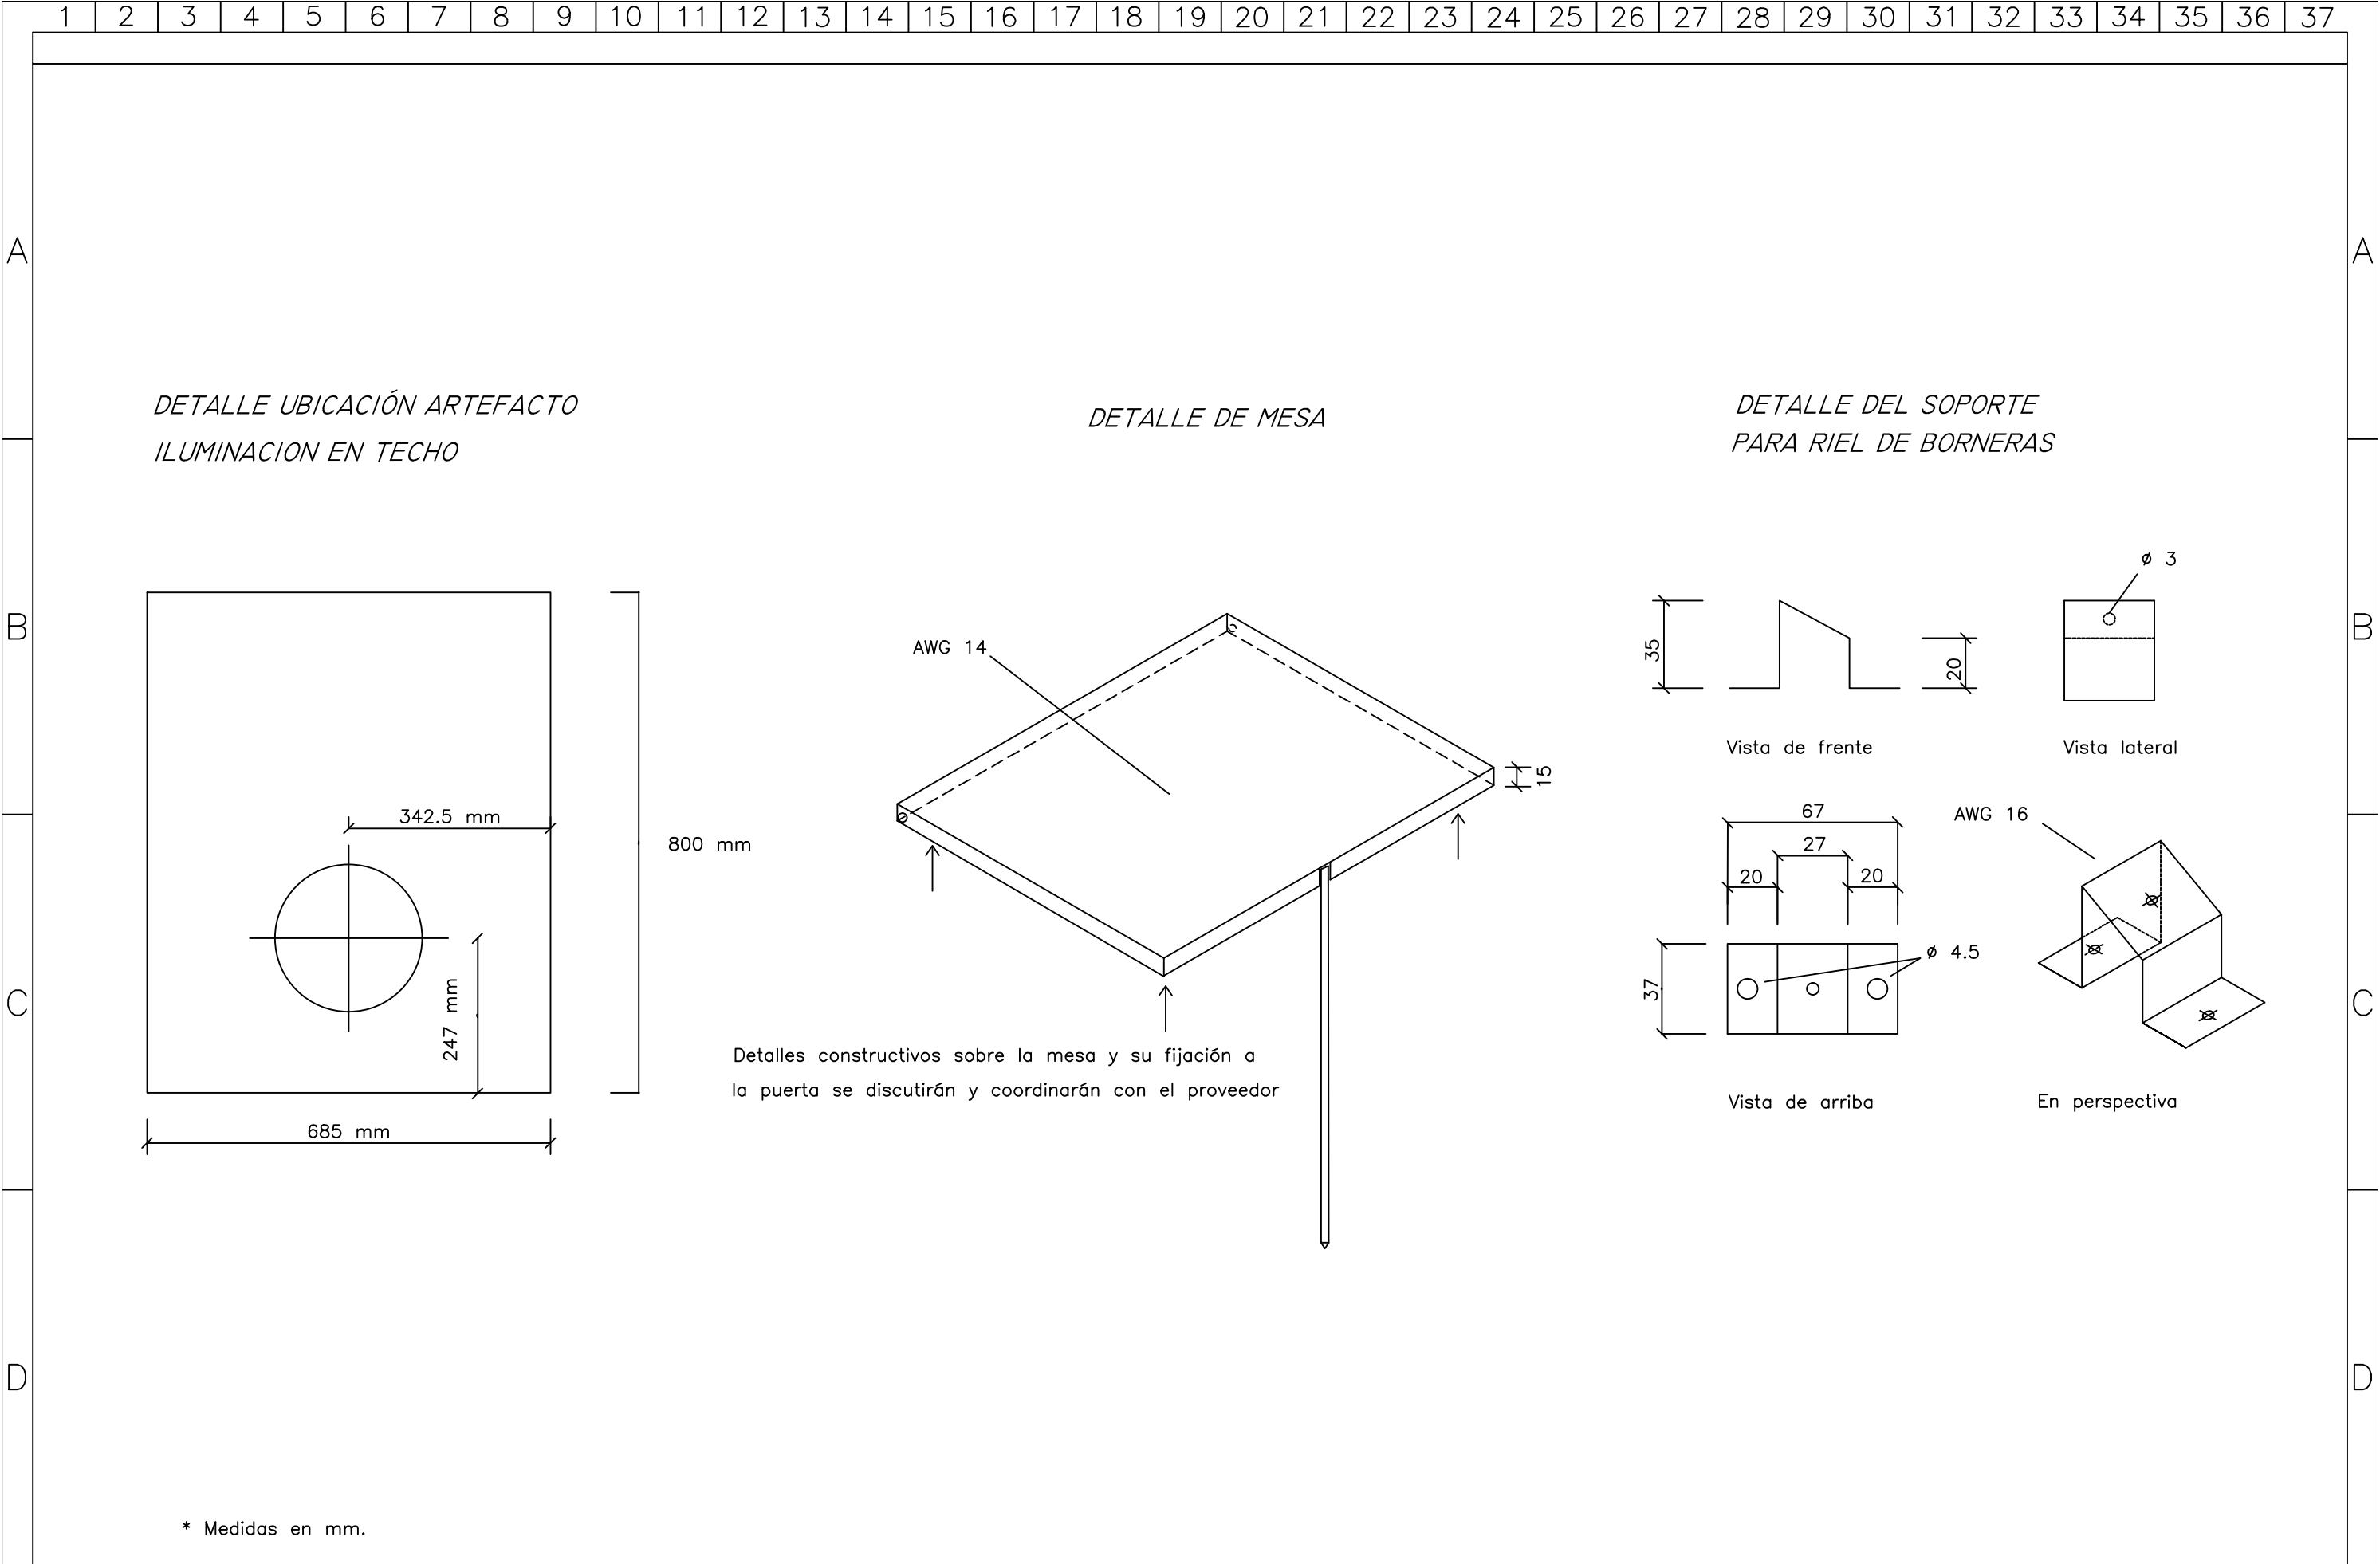 1 2 3 4 5 6 7 8 9 10 11 12 13 14 15 16 17 18 19 20 21 22 23 24 25 26 27 28 29 30 31 32 33 34 35 36 37
A
B
C
D
A
B
C
D
DETALLE UBICACIÓN ARTEFACTO
ILUMINACION EN TECHO
342.5 mm
800 mm
247 mm
685 mm
* Medidas en mm.
DETALLE DE MESA
AWG 14
15
Detalles constructivos sobre la mesa y su fijación a
la puerta se discutirán y coordinarán con el proveedor
DETALLE DEL SOPORTE
PARA RIEL DE BORNERAS
35
20
Vista de frente
ø 3
Vista lateral
67
27
20
20
37
ø 4.5
Vista de arriba
AWG 16
En perspectiva